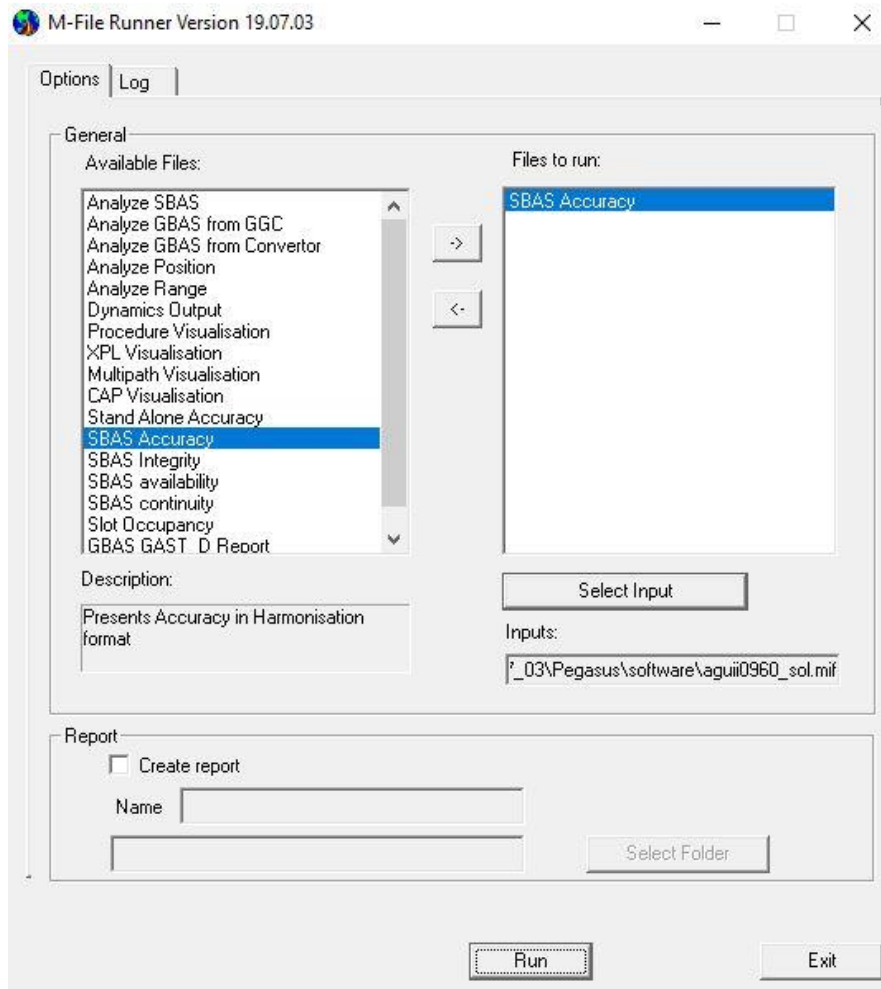 M-File Runner Version 19.07.03
Options
Log
General
Available Files:
Analyze SBAS
Analyze GBAS from GGC
Analyze GBAS from Convertor
Analyze Position
Analyze Range
Dynamics Output
Procedure Visualisation
XPL Visualisation
Multipath Visualisation
CAP Visualisation
Stand Alone Accuracy
SBAS Accuracy
SBAS Integrity
SBAS availability
SBAS continuity
Slot Occupancy
GBAS GAST_D Report
->
<-
Files to run:
SBAS Accuracy
Description:
Presents Accuracy in Harmonisation
format
Select Input
Inputs:
_03\Pegasus\software\aguii0960_sol.mif
Report
Create report
Name
Select Folder
Run
Exit